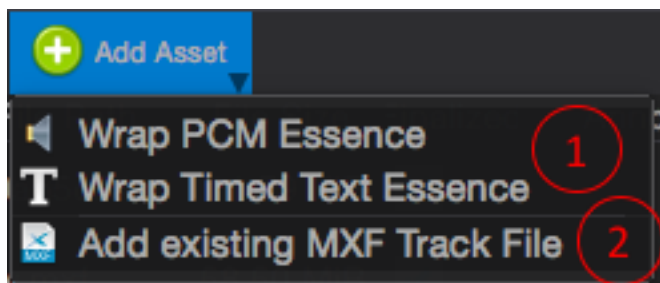 Add Asset
Wrap PCM Essence
1
Wrap Timed Text Essence
Add existing MXF Track File
2
MXF